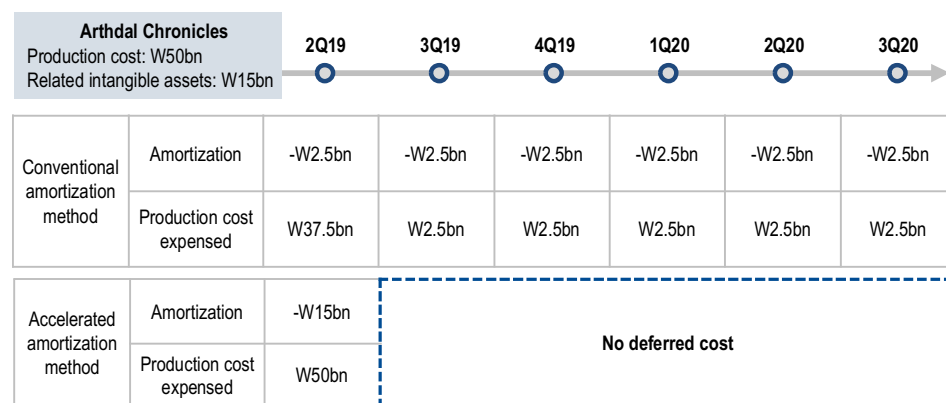 Arthdal Chronicles
Production cost: W50bn
Related intangible assets: W15bn
2Q19 3Q19 4Q19 1Q20 2Q20 3Q20
Conventional
amortization
method
Amortization -W2.5bn -W2.5bn -W2.5bn -W2.5bn -W2.5bn -W2.5bn
Production cost
expensed
W37.5bn W2.5bn W2.5bn W2.5bn W2.5bn W2.5bn
Accelerated
amortization
method
Amortization -W15bn
Production cost
expensed
W50bn
No deferred cost